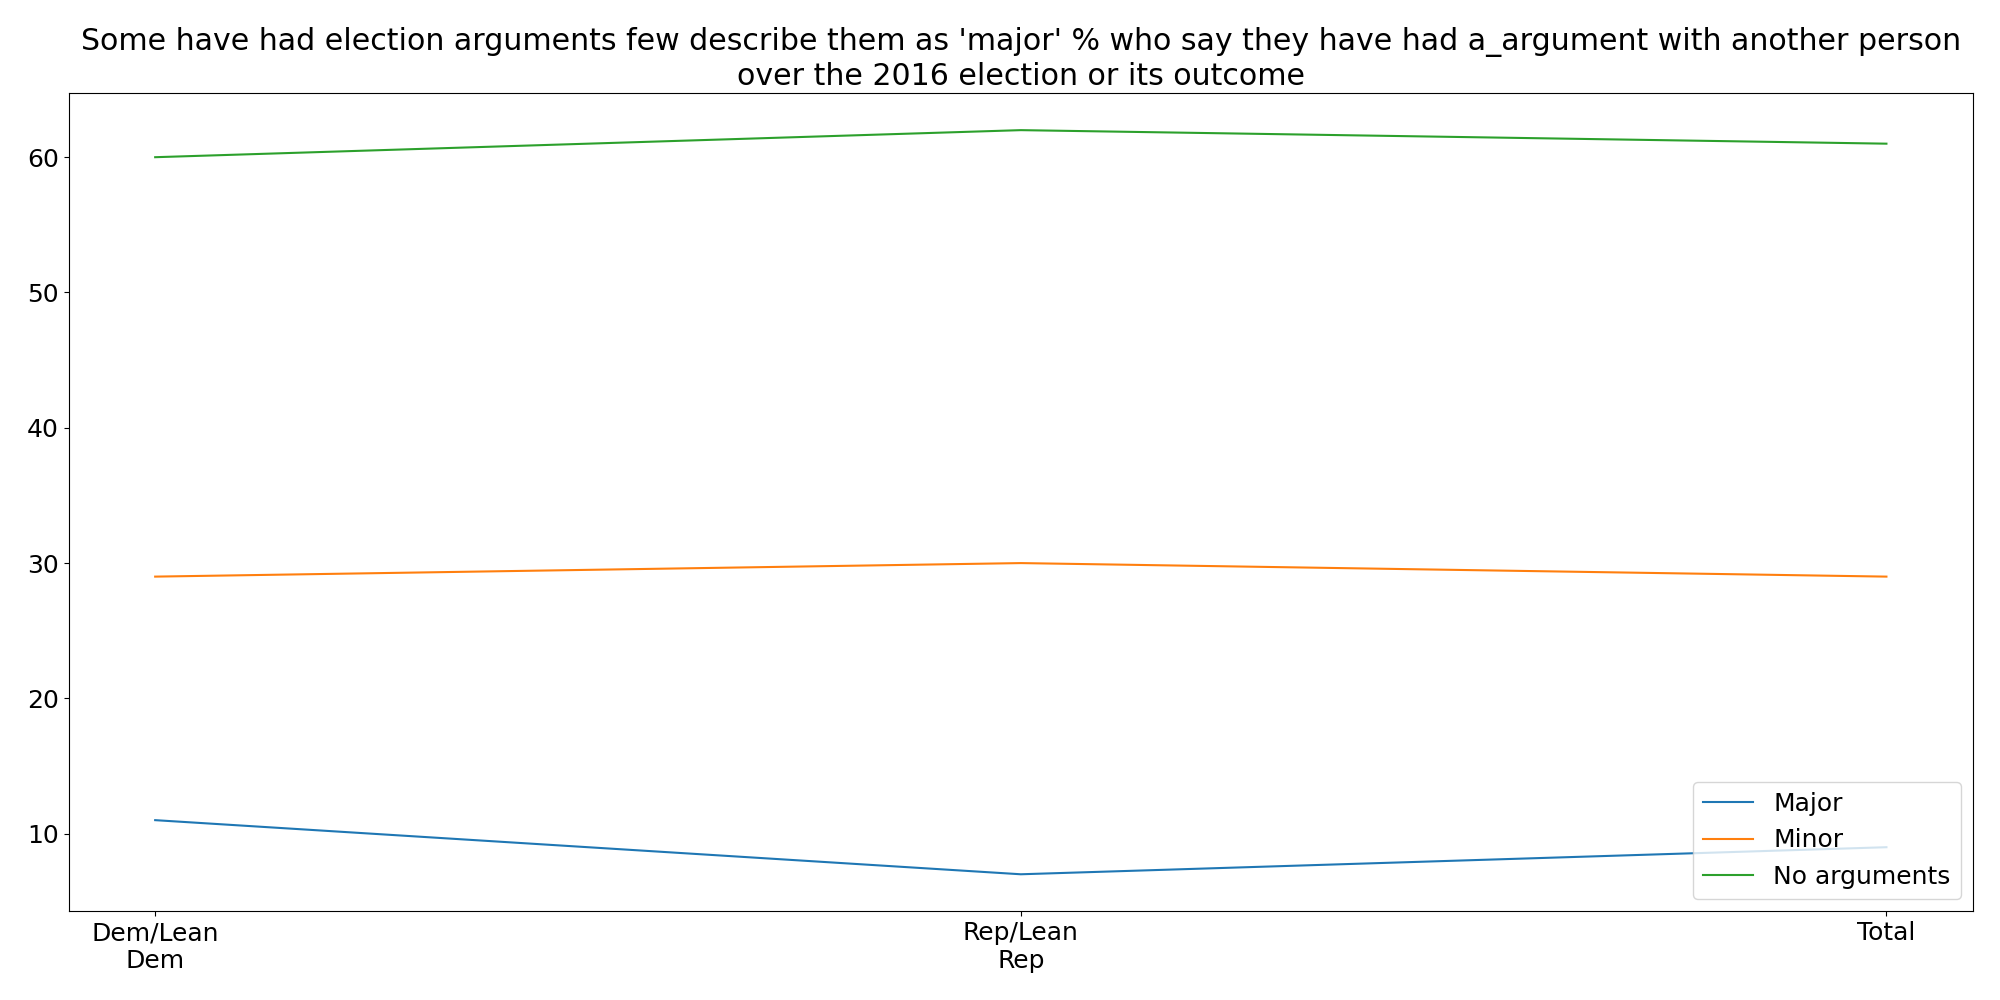 Some have had election arguments few describe them as 'major' % who say they have had a_argument with another person
over the 2016 election or its outcome
60
50
40
30
20
10
Major
Minor
No arguments
Dem/Lean
Dem
Rep/Lean
Rep
Total